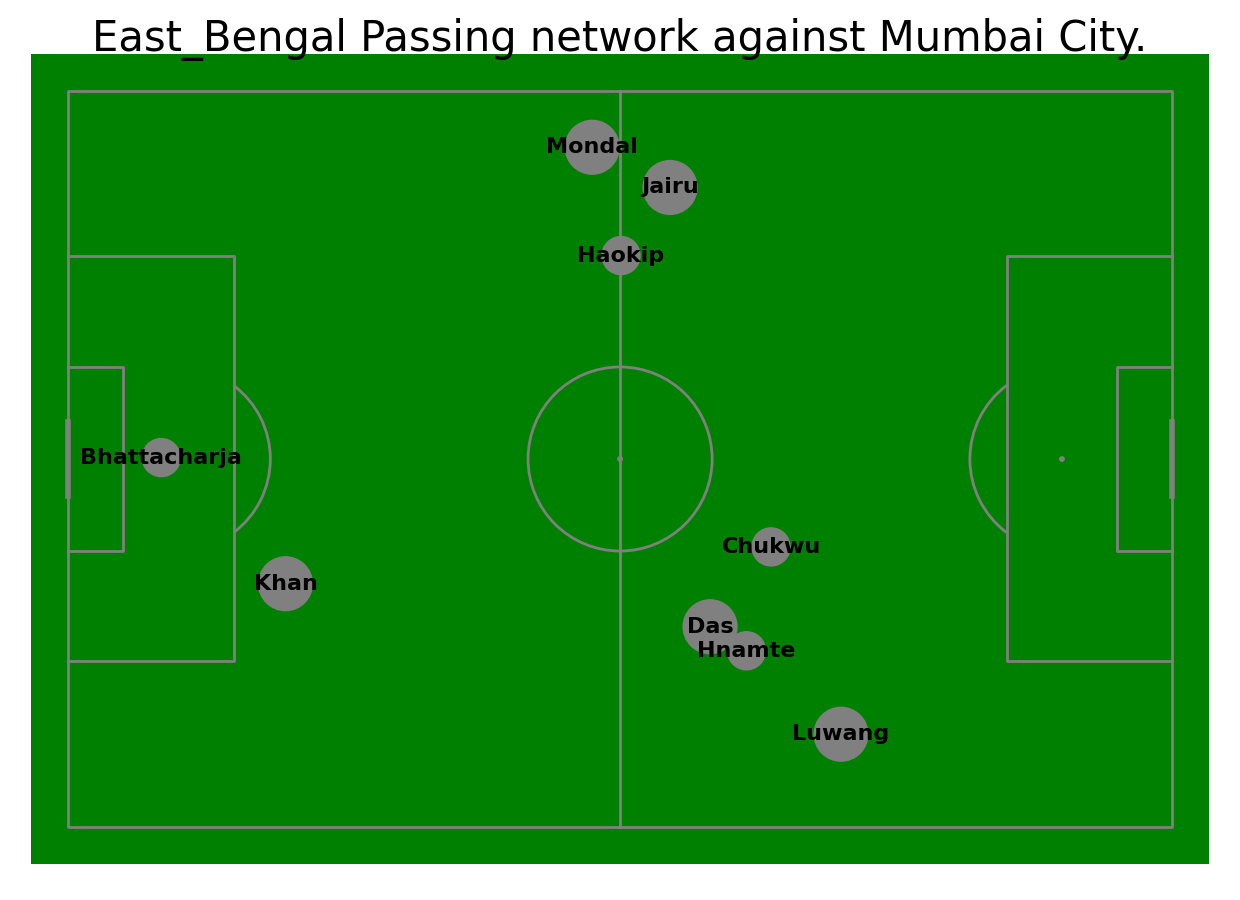 East_Bengal Passing network against Mumbai City.
Mondal
Jairu
Haokip
Bhattacharja
Chukwu
Khan
Das
Hnamte
Luwang